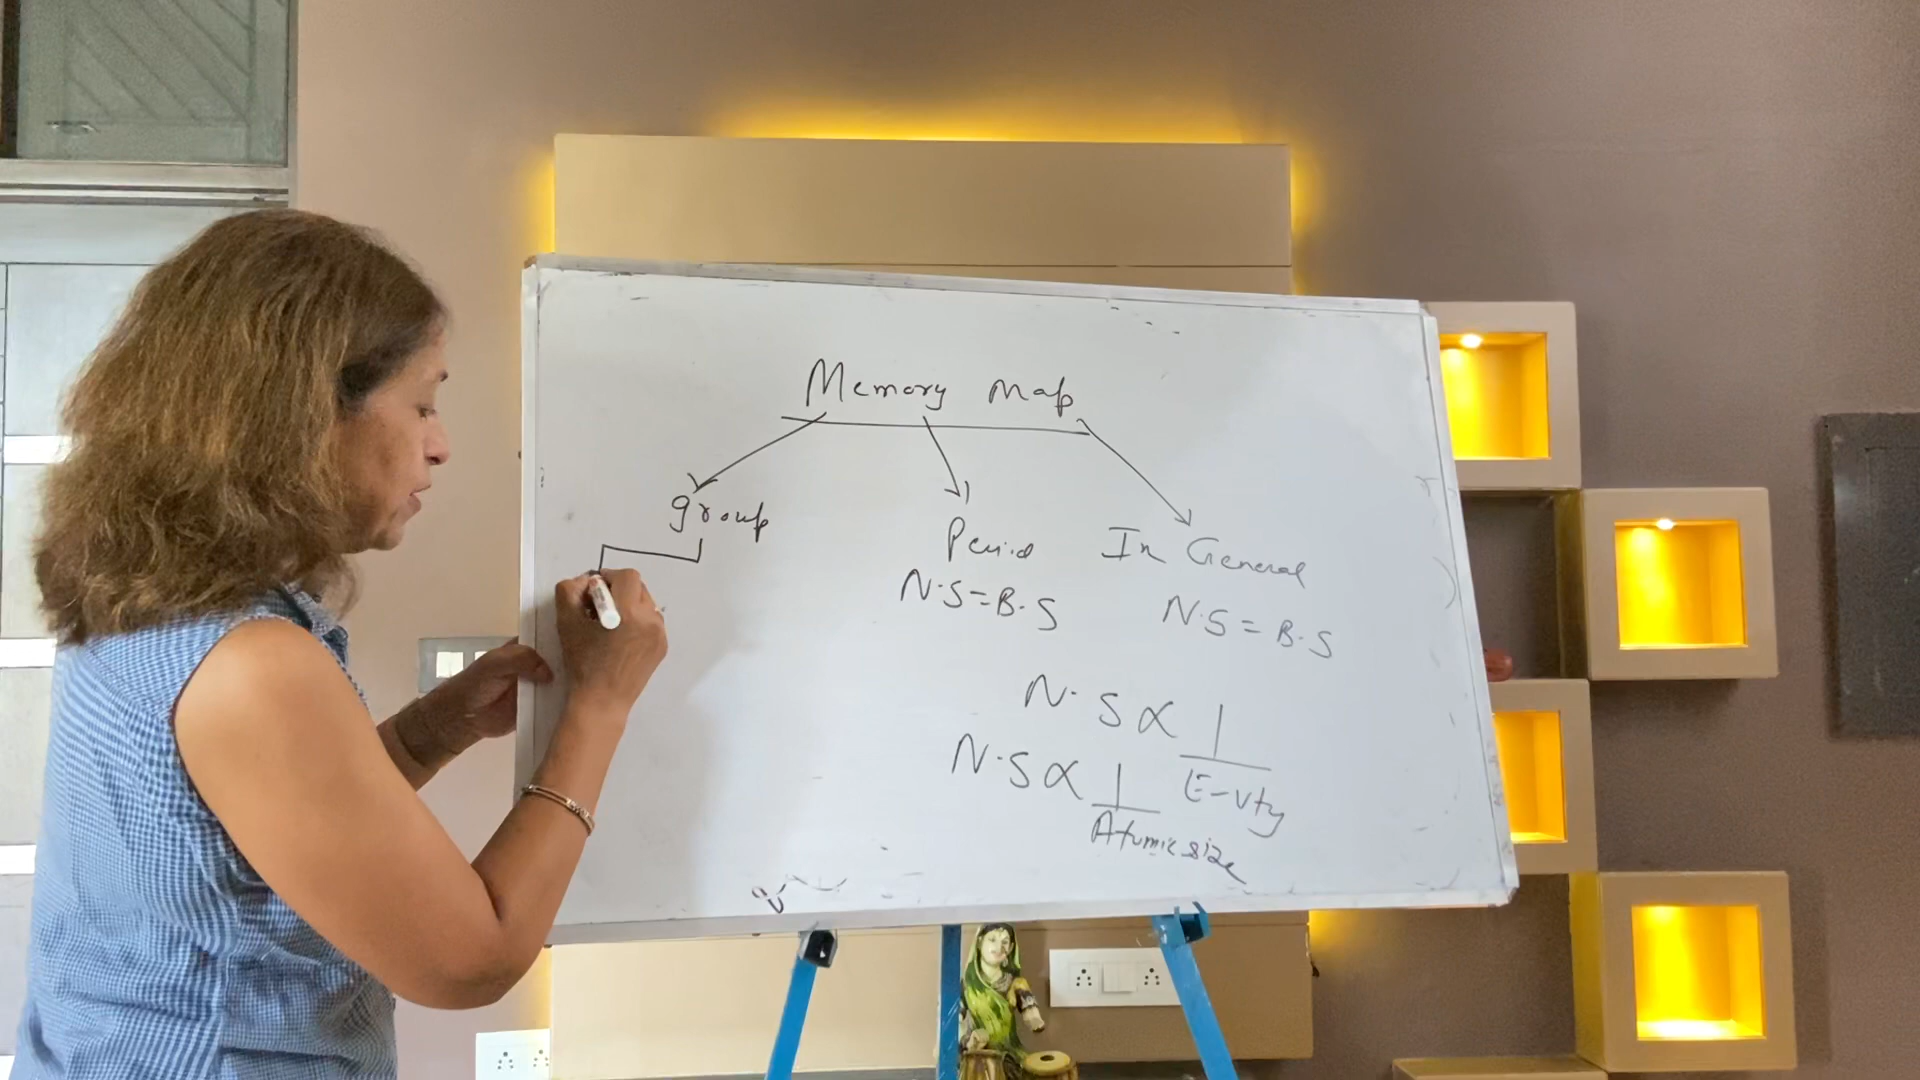 Memory Map
group
Period
N.S=B.S
In General
N.S=B.S
N.S∝1/E-vty
N.S∝1/Atomic size